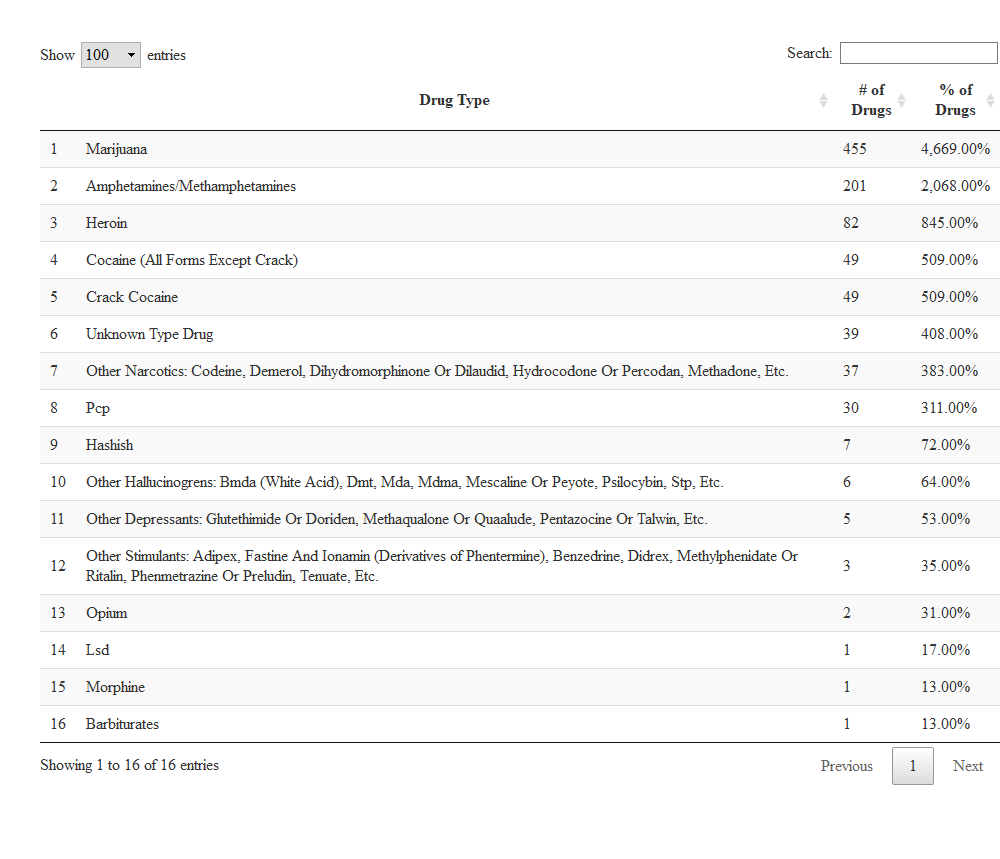 Show 100 entries Search:
Drug Type # of Drugs % of Drugs
1 Marijuana 455 4,669.00%
2 Amphetamines/Methamphetamines 201 2,068.00%
3 Heroin 82 845.00%
4 Cocaine (All Forms Except Crack) 49 509.00%
5 Crack Cocaine 49 509.00%
6 Unknown Type Drug 39 408.00%
7 Other Narcotics: Codeine, Demerol, Dihydromorphinone Or Dilaudid, Hydrocodone Or Percodan, Methadone, Etc. 37 383.00%
8 Pcp 30 311.00%
9 Hashish 7 72.00%
10 Other Hallucinogrens: Bmda (White Acid), Dmt, Mda, Mdma, Mescaline Or Peyote, Psilocybin, Stp, Etc. 6 64.00%
11 Other Depressants: Glutethimide Or Doriden, Methaqualone Or Quaalude, Pentazocine Or Talwin, Etc. 5 53.00%
12 Other Stimulants: Adipex, Fastine And Ionamin (Derivatives of Phentermine), Benzedrine, Didrex, Methylphenidate Or
Ritalin, Phenmetrazine Or Preludin, Tenuate, Etc. 3 35.00%
13 Opium 2 31.00%
14 Lsd 1 17.00%
15 Morphine 1 13.00%
16 Barbiturates 1 13.00%
Showing 1 to 16 of 16 entries Previous 1 Next